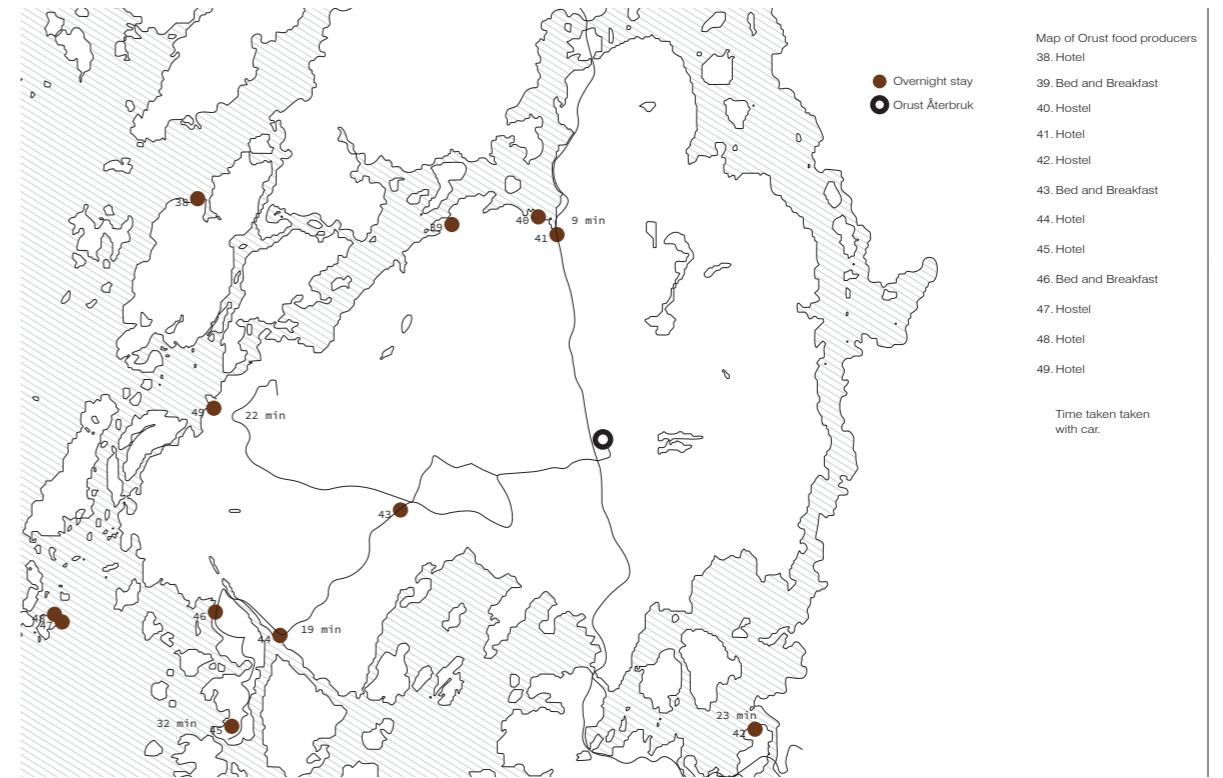 Map of Orust food producers
38. Hotel
Overnight stay
39. Bed and Breakfast
Orust Återbruk
40. Hostel
41. Hotel
42. Hostel
43. Bed and Breakfast
44. Hotel
45. Hotel
46. Bed and Breakfast
47. Hostel
48. Hotel
49. Hotel
Time taken taken
with car.
38
39
40
9 min
41
49
22 min
43
46
19 min
44
47
32 min
45
23 min
42